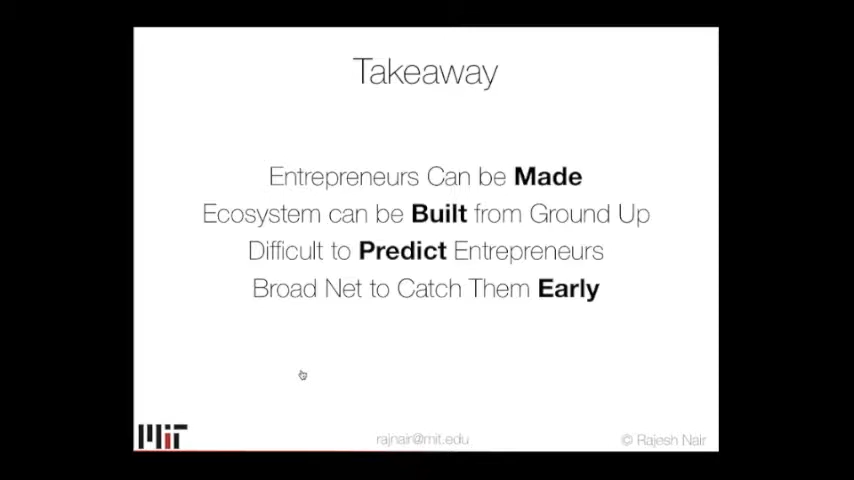 Takeaway
Entrepreneurs Can be Made
Ecosystem can be Built from Ground Up
Difficult to Predict Entrepreneurs
Broad Net to Catch Them Early
MIT
rajnair@mit.edu
© Rajesh Nair